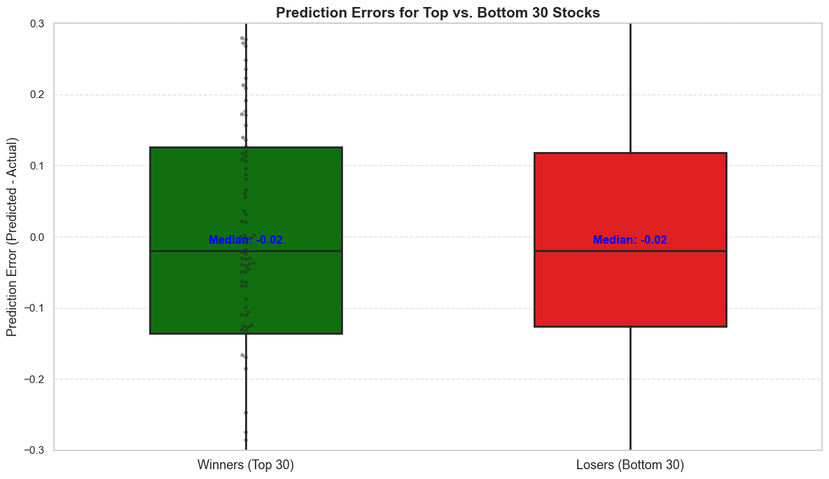 Prediction Errors for Top vs. Bottom 30 Stocks
Prediction Error (Predicted - Actual)
0.3
0.2
0.1
0.0
−0.1
−0.2
−0.3
Median: -0.02
Median: -0.02
Winners (Top 30)
Losers (Bottom 30)